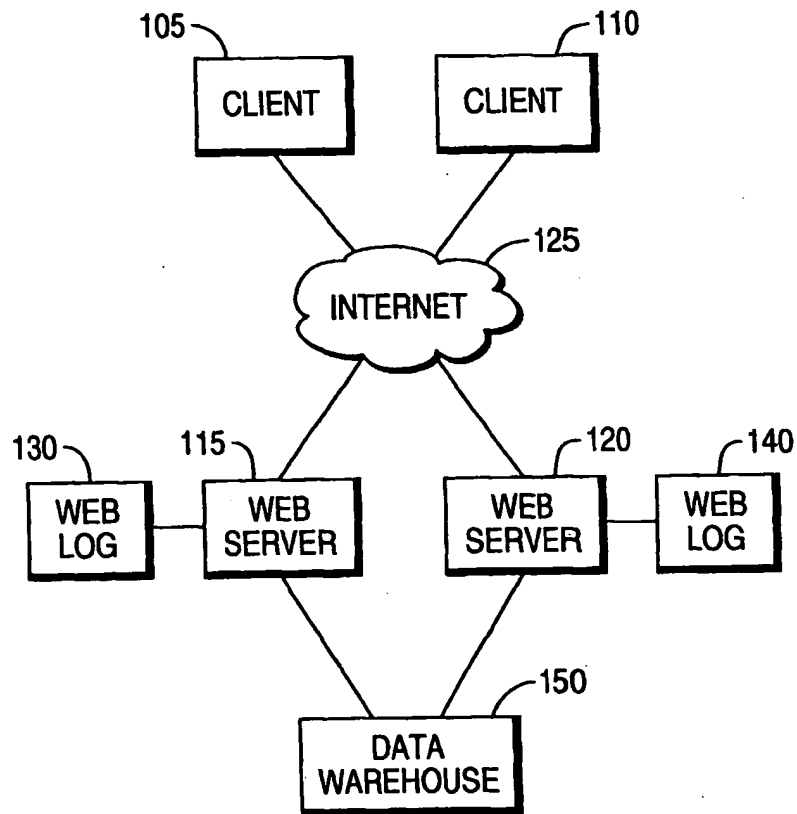 105
110
CLIENT
CLIENT
125
INTERNET
130
115
120
140
WEB
LOG
WEB
SERVER
WEB
SERVER
WEB
LOG
150
DATA
WAREHOUSE